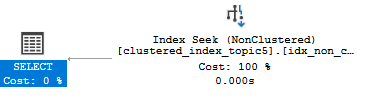 Index Seek (NonClustered)
[clustered_index_topic5].[idx_non_c…
Cost: 100 %
0.000s
SELECT
Cost: 0 %